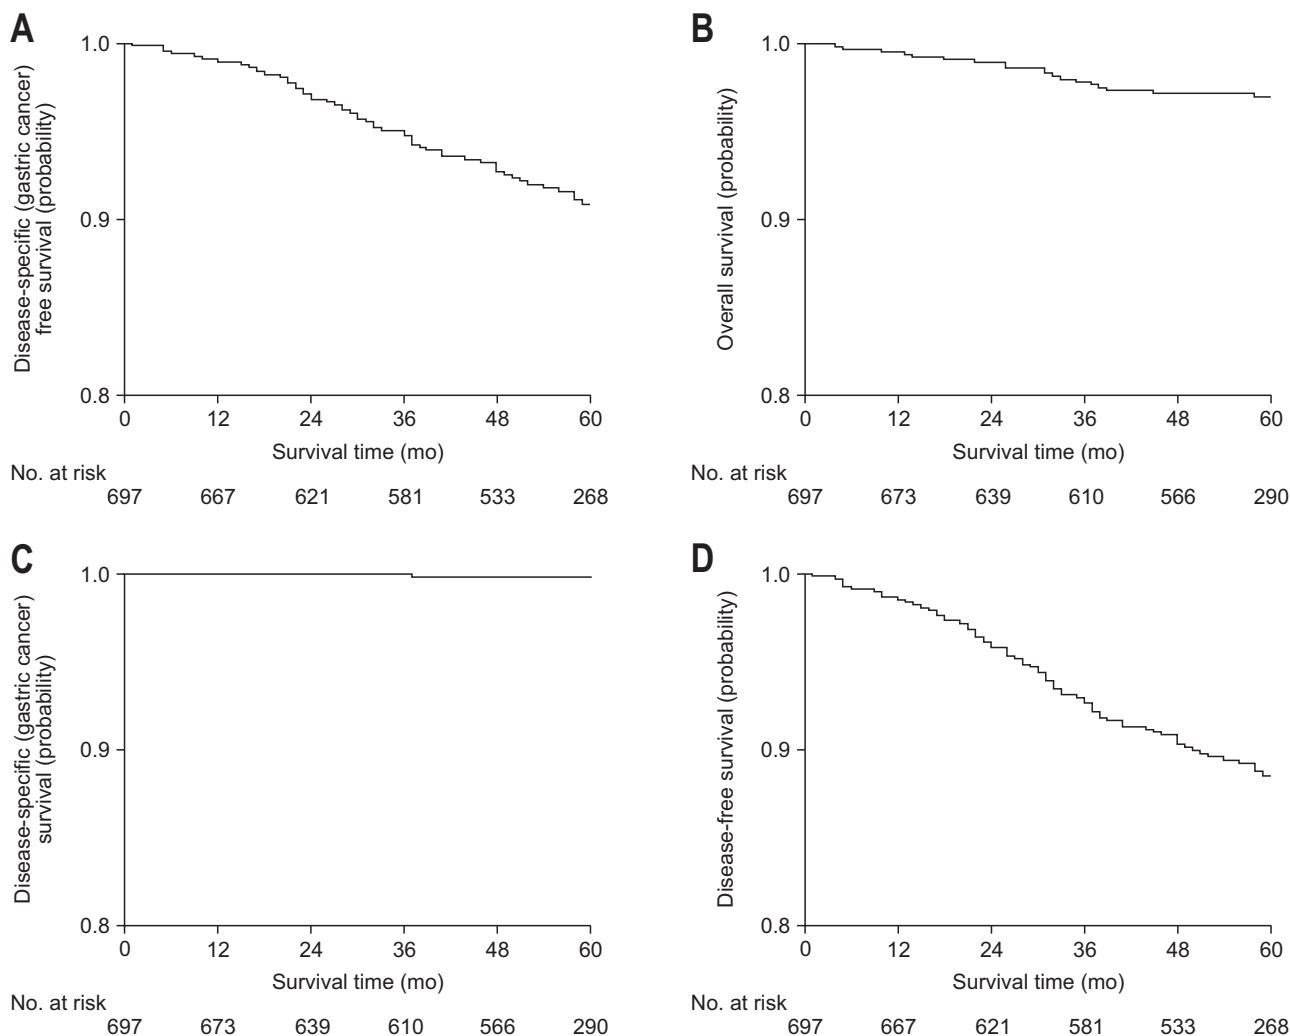 A
Disease-specific (gastric cancer)
free survival (probability)
1.0
0.9
0.8
0 12 24 36 48 60
Survival time (mo)
No. at risk
697 667 621 581 533 268
B
Overall survival (probability)
1.0
0.9
0.8
0 12 24 36 48 60
Survival time (mo)
No. at risk
697 673 639 610 566 290
C
Disease-specific (gastric cancer)
survival (probability)
1.0
0.9
0.8
0 12 24 36 48 60
Survival time (mo)
No. at risk
697 673 639 610 566 290
D
Disease-free survival (probability)
1.0
0.9
0.8
0 12 24 36 48 60
Survival time (mo)
No. at risk
697 667 621 581 533 268